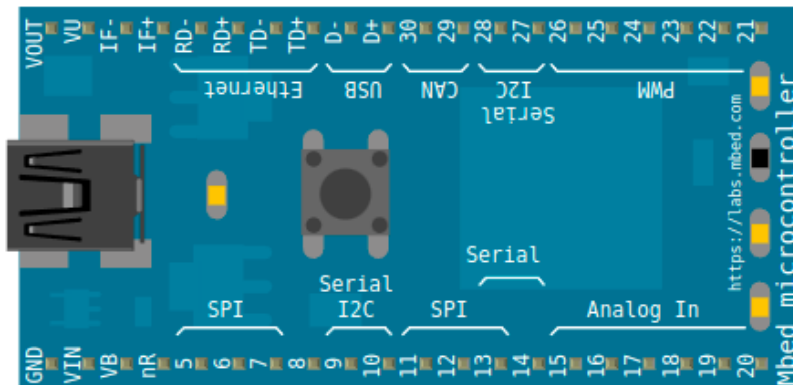 VOUT VU IF- IF+ RD- RD+ TD- TD+ D- D+ 30 29 28 27 26 25 24 23 22 21
Ethernet USB CAN I2C PWM
Serial
https://labs.mbed.com
Mbed microcontroller
Serial
Serial
SPI I2C SPI Analog In
GND VIN VB nR 5 6 7 8 9 10 11 12 13 14 15 16 17 18 19 20